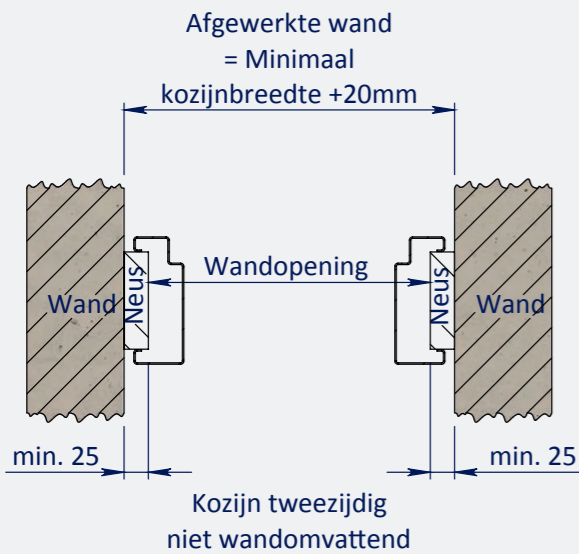 Afgewerkte wand
= Minimaal
kozijnbreedte +20mm
Wandopening
Wand
Neus
Neus
Wand
min. 25
min. 25
Kozijn tweezijdig
niet wandomvattend